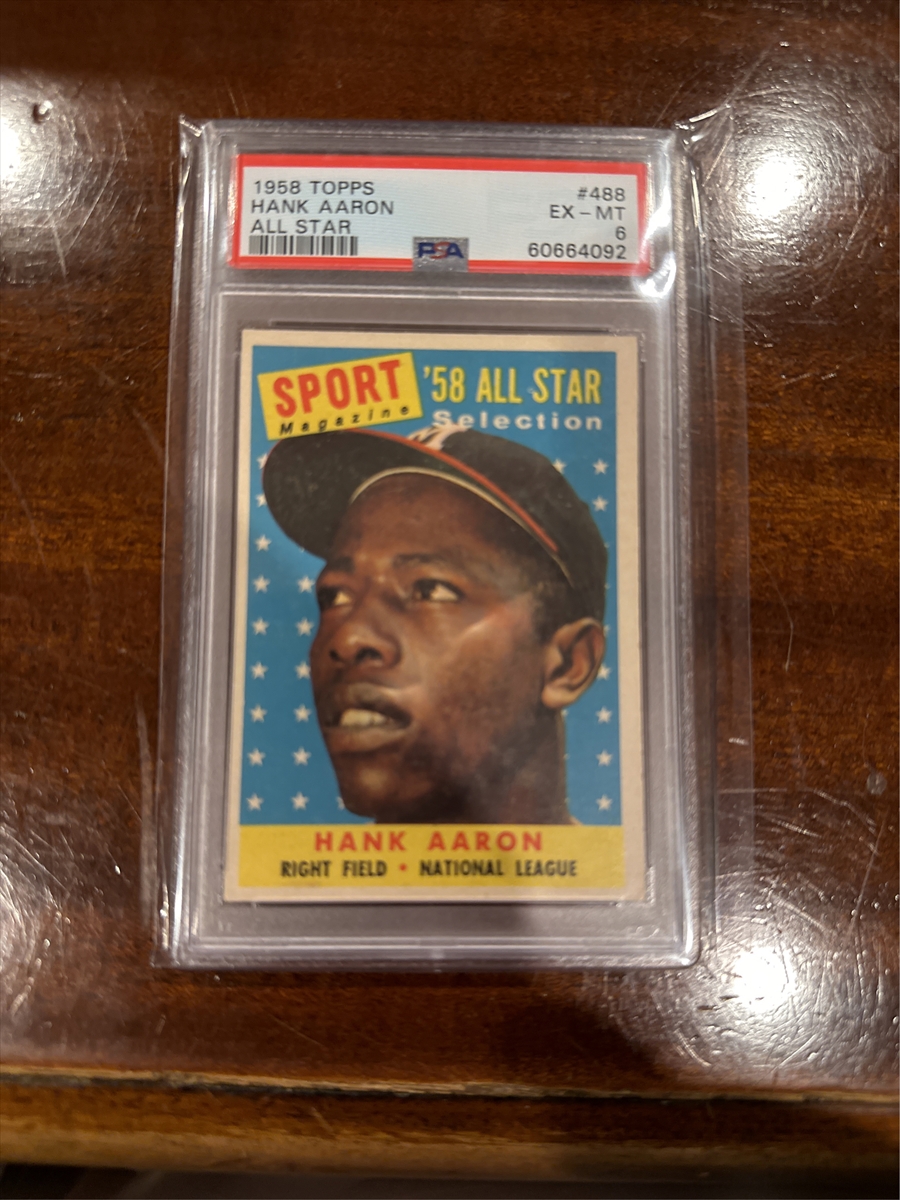 1958 TOPPS #488
HANK AARON EX - MT
ALL STAR 6
PSA 60664092
SPORT '58 ALL STAR
Magazine Selection
HANK AARON
RIGHT FIELD • NATIONAL LEAGUE